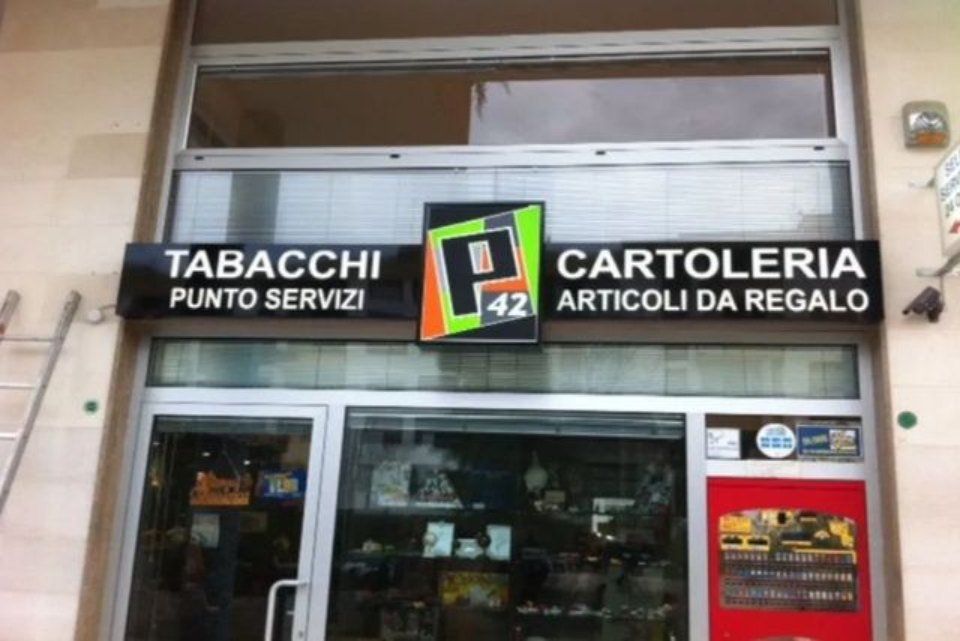 TABACCHI
PUNTO SERVIZI
P
42
CARTOLERIA
ARTICOLI DA REGALO